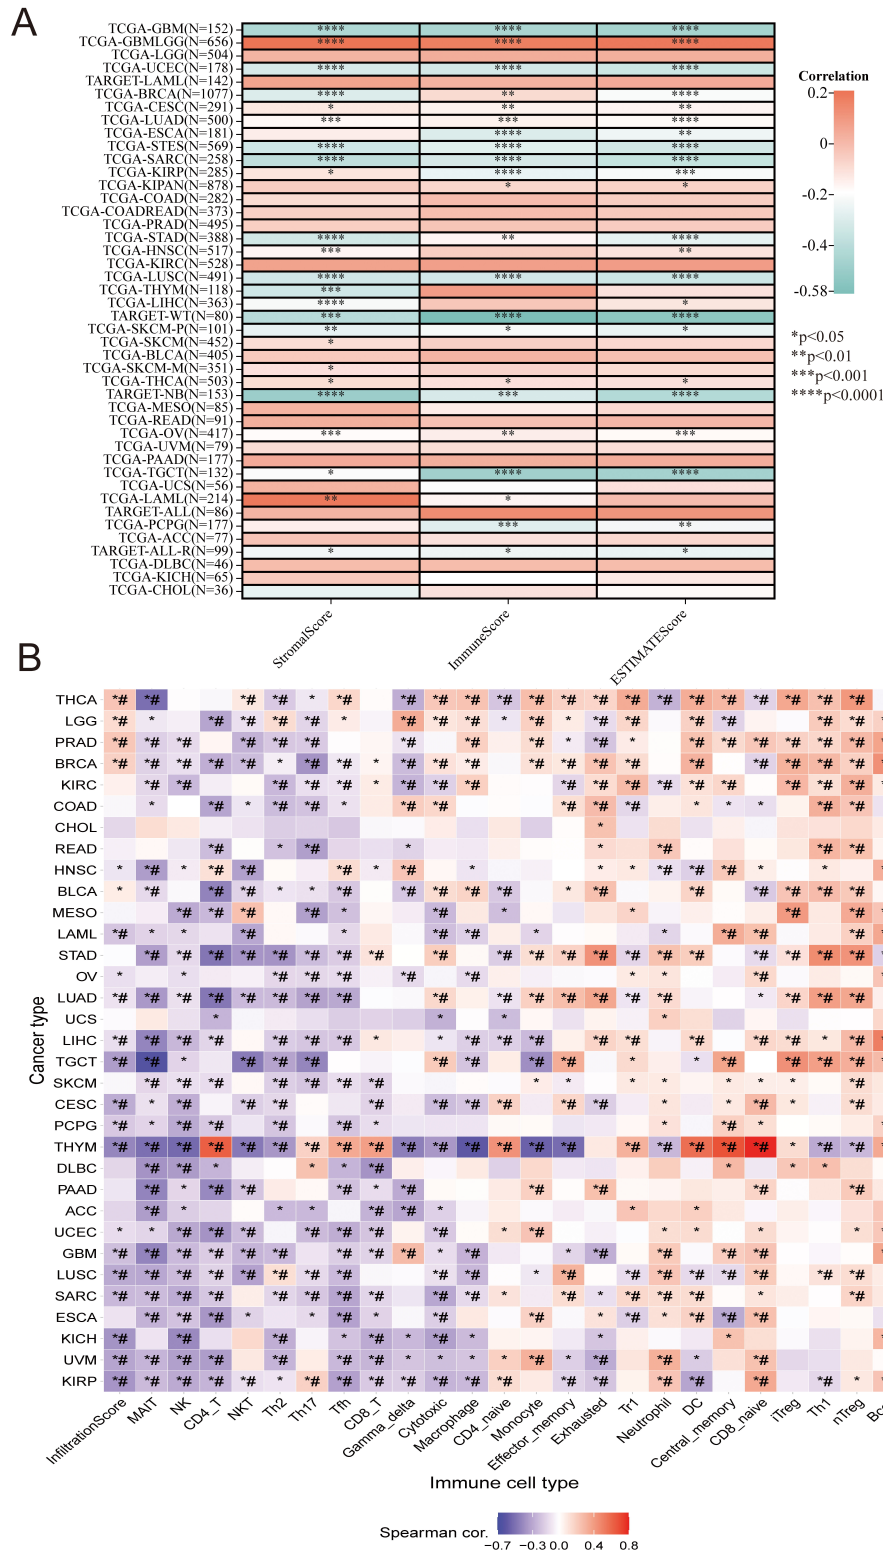 A
TCGA-GBM(N=152) **** **** ****
TCGA-GBMLGG(N=656) **** **** ****
TCGA-LGG(N=504)
TCGA-UCEC(N=178) **** **** ****
TARGET-LAML(N=142)
TCGA-BRCA(N=1077) **** ** ****
TCGA-CESC(N=291) * ** **
TCGA-LUAD(N=500) *** *** ****
TCGA-ESCA(N=181) **** **
TCGA-STES(N=569) **** **** ****
TCGA-SARC(N=258) **** **** ****
TCGA-KIRP(N=285) * **** ***
TCGA-KIPAN(N=878) * *
TCGA-COAD(N=282)
TCGA-COADREAD(N=373)
TCGA-PRAD(N=495)
TCGA-STAD(N=388) **** ** ****
TCGA-HNSC(N=517) *** **
TCGA-KIRC(N=528)
TCGA-LUSC(N=491) **** **** ****
TCGA-THYM(N=118) ***
TCGA-LIHC(N=363) **** *
TARGET-WT(N=80) *** **** ****
TCGA-SKCM-P(N=101) ** * *
TCGA-SKCM(N=452) *
TCGA-BLCA(N=405)
TCGA-SKCM-M(N=351) *
TCGA-THCA(N=503) * * *
TARGET-NB(N=153) **** *** ****
TCGA-MESO(N=85)
TCGA-READ(N=91)
TCGA-OV(N=417) *** ** ***
TCGA-UVM(N=79)
TCGA-PAAD(N=177)
TCGA-TGCT(N=132) * **** ****
TCGA-UCS(N=56)
TCGA-LAML(N=214) ** *
TARGET-ALL(N=86)
TCGA-PCPG(N=177) *** **
TCGA-ACC(N=77)
TARGET-ALL-R(N=99) * * *
TCGA-DLBC(N=46)
TCGA-KICH(N=65)
TCGA-CHOL(N=36)
StromalScore
ImmuneScore
ESTIMATEScore
Correlation
0.2
0
-0.2
-0.4
-0.58
*p<0.05
**p<0.01
***p<0.001
****p<0.0001
B
Cancer type
THCA
LGG
PRAD
BRCA
KIRC
COAD
CHOL
READ
HNSC
BLCA
MESO
LAML
STAD
OV
LUAD
UCS
LIHC
TGCT
SKCM
CESC
PCPG
THYM
DLBC
PAAD
ACC
UCEC
GBM
LUSC
SARC
ESCA
KICH
UVM
KIRP
InfiltrationScore
MAIT
NK
CD4_T
NKT
Th2
Th17
Tfh
CD8_T
Gamma_delta
Cytotoxic
Macrophage
CD4_naive
Monocyte
Effector_memory
Exhausted
Tr1
Neutrophil
DC
Central_memory
CD8_naive
iTreg
Th1
nTreg
Immune cell type
Spearman cor.
−0.7 −0.3 0.0 0.4 0.8